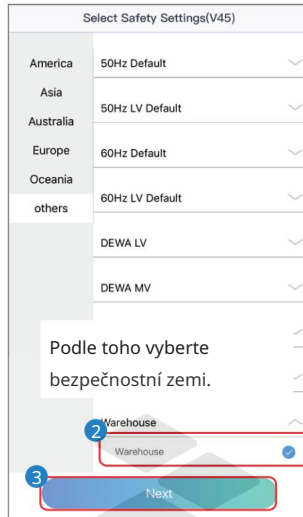 Select Safety Settings(V45)
America
Asia
Australia
Europe
Oceania
others
50Hz Default
50Hz LV Default
60Hz Default
60Hz LV Default
DEWA LV
DEWA MV
Podle toho vyberte
bezpečnostní zemi.
2
Warehouse
Warehouse
3
Next